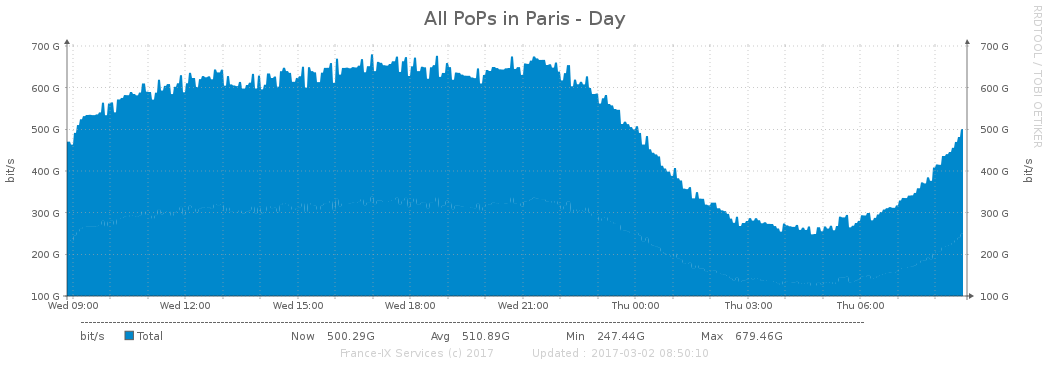 All PoPs in Paris - Day
RRDTOOL / TOBI OETIKER
700 G 700 G
600 G 600 G
500 G 500 G
400 G 400 G
300 G 300 G
200 G 200 G
100 G 100 G
bit/s bit/s
Wed 09:00 Wed 12:00 Wed 15:00 Wed 18:00 Wed 21:00 Thu 00:00 Thu 03:00 Thu 06:00
bit/s Total Now 500.29G Avg 510.89G Min 247.44G Max 679.46G
France-IX Services (c) 2017 Updated : 2017-03-02 08:50:10